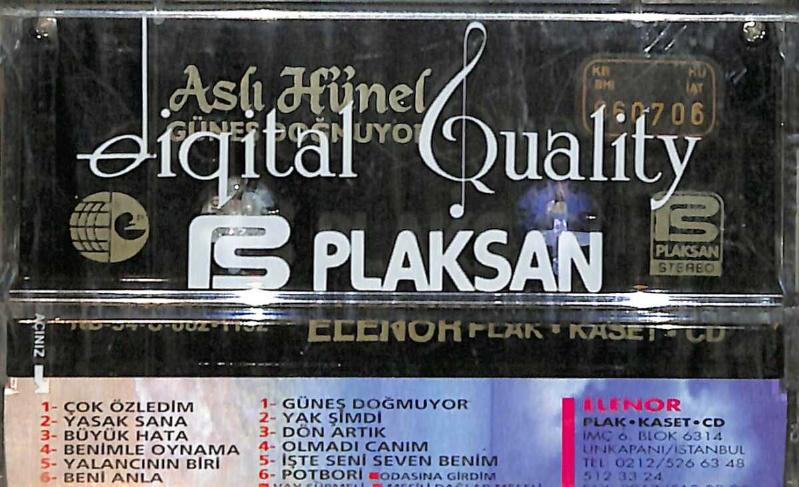 Aslı Hünel
GÜNEŞ DOĞMUYOR
060706
Digital Quality
PLAKSAN
PLAKSAN
STEREO
ELENOR PLAK • KASET • CD
AÇINIZ
1- ÇOK ÖZLEDİM
2- YASAK SANA
3- BÜYÜK HATA
4- BENİMLE OYNAMA
5- YALANCININ BİRİ
6- BENİ ANLA
1- GÜNEŞ DOĞMUYOR
2- YAK ŞİMDİ
3- DÖN ARTIK
4- OLMADI CANIM
5- İŞTE SENİ SEVEN BENİM
6- POTBORİ ■ODASINA GİRDİM
ELENOR
PLAK•KASET•CD
İMÇ 6. BLOK 6314
UNKAPANI/İSTANBUL
TEL: 0212/526 63 48
512 33 24